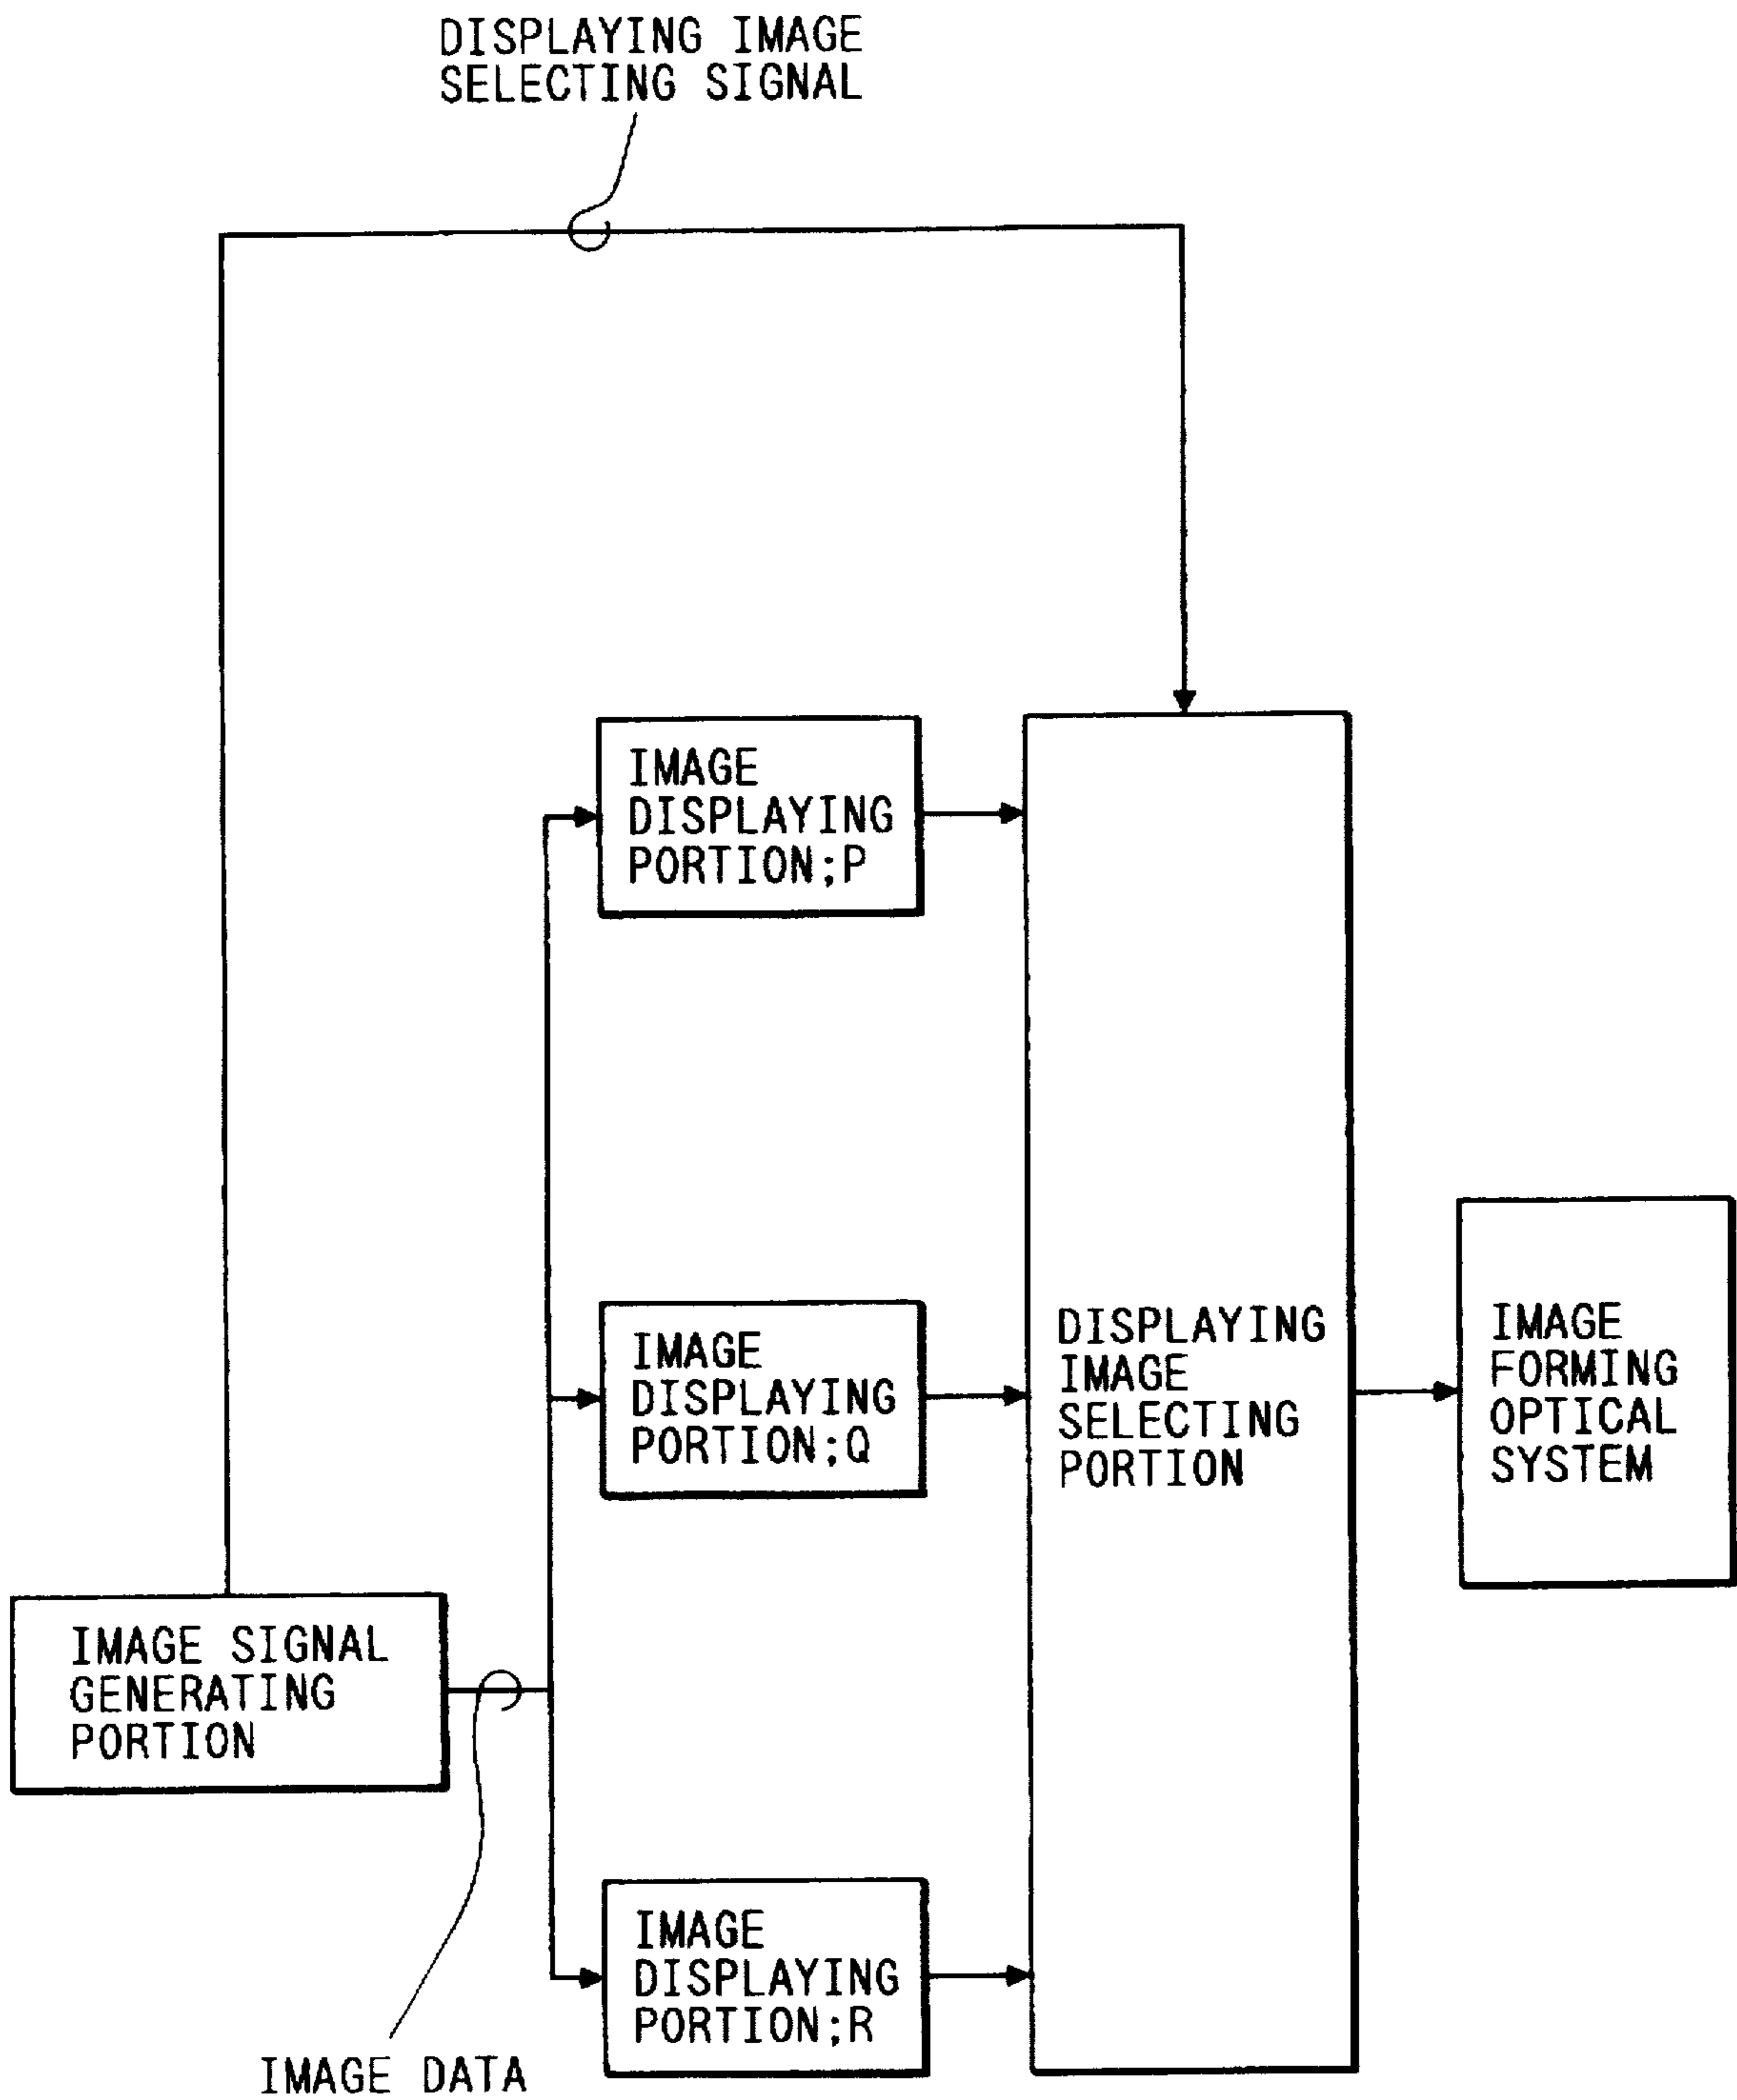 DISPLAYING IMAGE
SELECTING SIGNAL
IMAGE
DISPLAYING
PORTION;P
IMAGE
DISPLAYING
PORTION;Q
DISPLAYING
IMAGE
SELECTING
PORTION
IMAGE
FORMING
OPTICAL
SYSTEM
IMAGE SIGNAL
GENERATING
PORTION
IMAGE
DISPLAYING
PORTION;R
IMAGE DATA